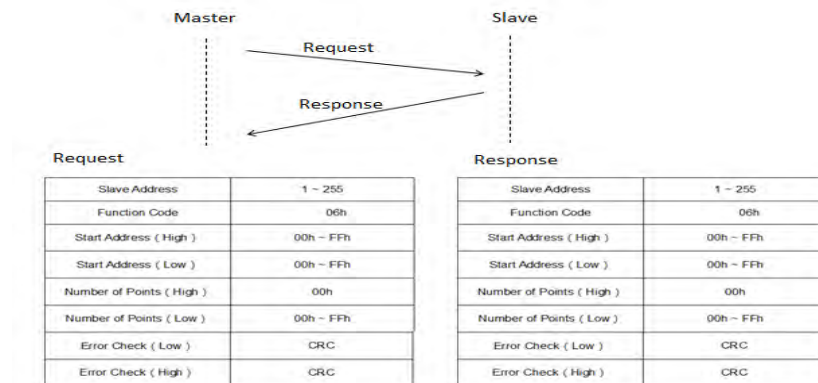 Master Slave
Request
Response
Request
Slave Address 1 ~ 255
Function Code 06h
Start Address ( High ) 00h ~ FFh
Start Address ( Low ) 00h ~ FFh
Number of Points ( High ) 00h
Number of Points ( Low ) 00h ~ FFh
Error Check ( Low ) CRC
Error Check ( High ) CRC
Response
Slave Address 1 ~ 255
Function Code 06h
Start Address ( High ) 00h ~ FFh
Start Address ( Low ) 00h ~ FFh
Number of Points ( High ) 00h
Number of Points ( Low ) 00h ~ FFh
Error Check ( Low ) CRC
Error Check ( High ) CRC